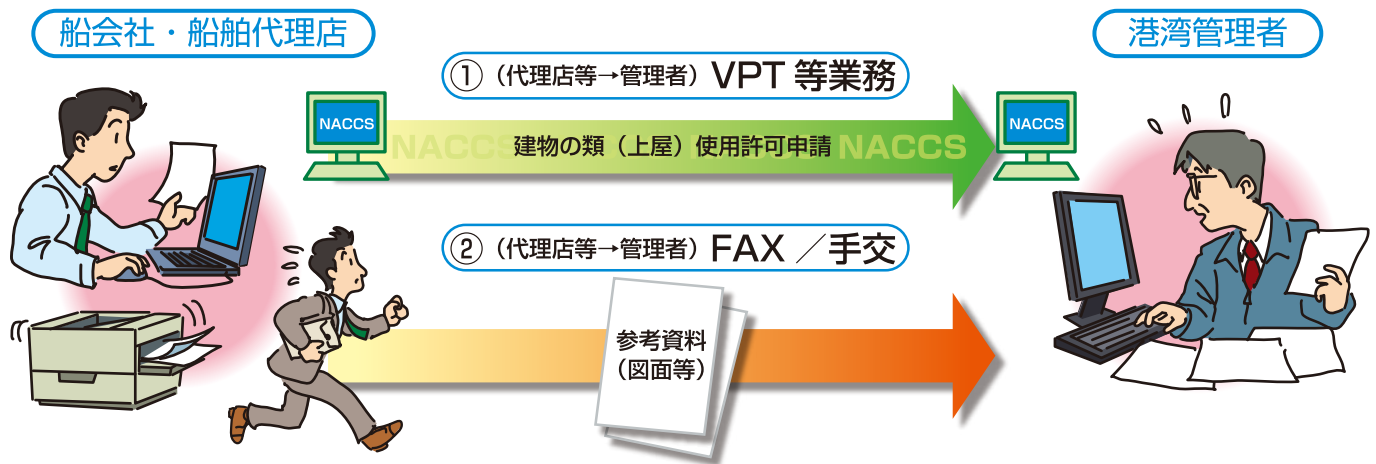 船会社・船舶代理店
港湾管理者
①（代理店等→管理者）VPT 等業務
NACCS
NACCS
NACCS NACCS
建物の類（上屋）使用許可申請
②（代理店等→管理者）FAX ／手交
参考資料
（図面等）